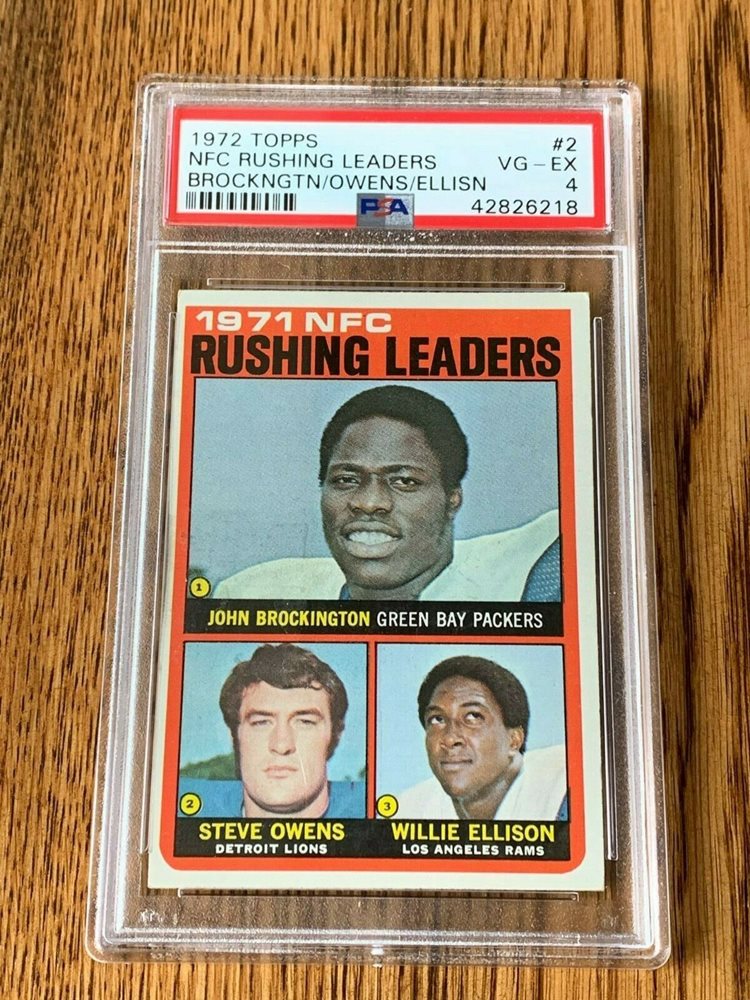 1972 TOPPS #2
NFC RUSHING LEADERS VG-EX
BROCKNGTN/OWENS/ELLISN 4
PSA 42826218
1971 NFC
RUSHING LEADERS
1
JOHN BROCKINGTON GREEN BAY PACKERS
2 3
STEVE OWENS WILLIE ELLISON
DETROIT LIONS LOS ANGELES RAMS